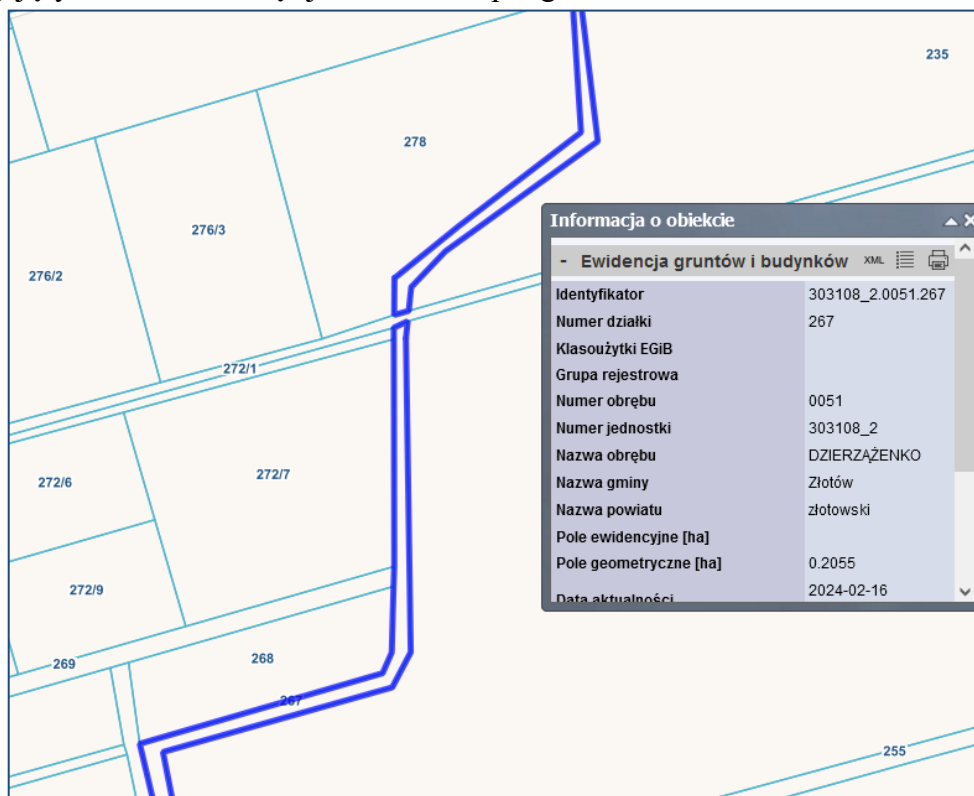 235
278
276/3
276/2
272/1
272/7
272/6
272/9
269
268
267
255
Informacja o obiekcie
- Ewidencja gruntów i budynków XML
Identyfikator 303108_2.0051.267
Numer działki 267
Klasoużytki EGiB
Grupa rejestrowa
Numer obrębu 0051
Numer jednostki 303108_2
Nazwa obrębu DZIERZĄŻENKO
Nazwa gminy Złotów
Nazwa powiatu złotowski
Pole ewidencyjne [ha]
Pole geometryczne [ha] 0.2055
Data aktualności 2024-02-16